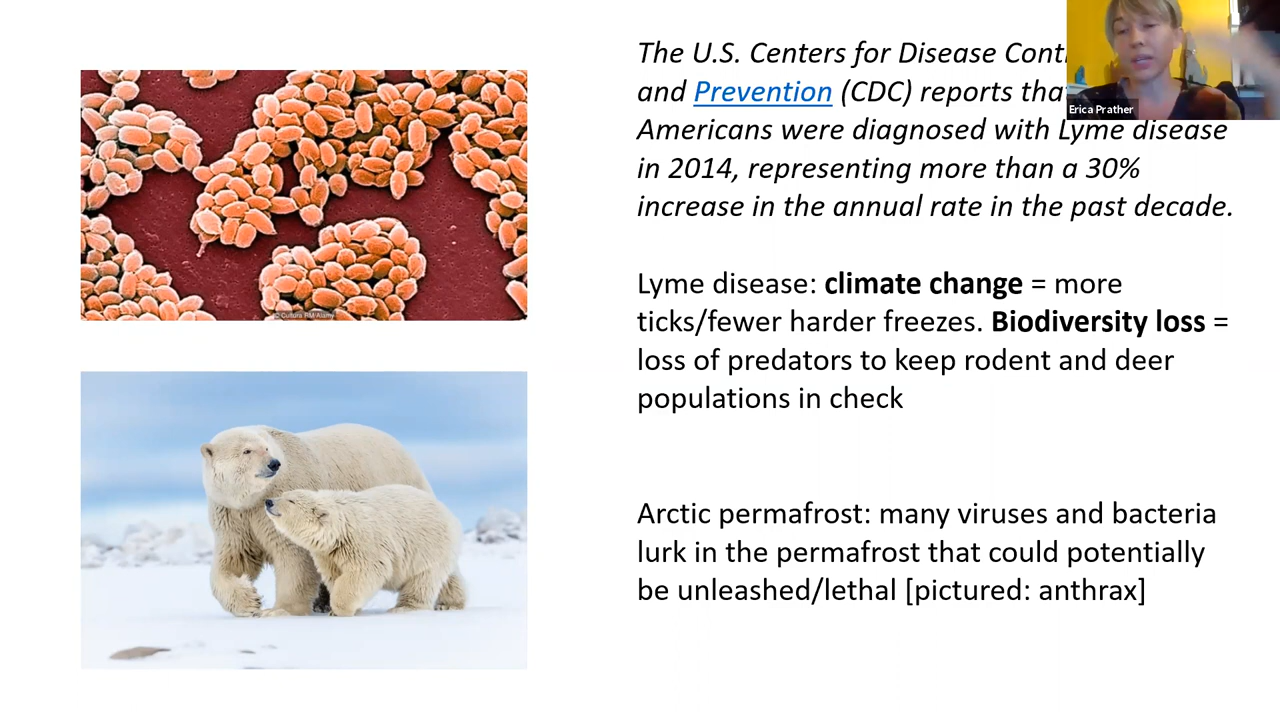 The U.S. Centers for Disease
and Prevention (CDC) reports
Erica Prather
Americans were diagnosed with Lyme disease
in 2014, representing more than a 30%
increase in the annual rate in the past decade.
Lyme disease: climate change = more
ticks/fewer harder freezes. Biodiversity loss =
loss of predators to keep rodent and deer
populations in check
Arctic permafrost: many viruses and bacteria
lurk in the permafrost that could potentially
be unleashed/lethal [pictured: anthrax]
© Cultura RM/Alamy